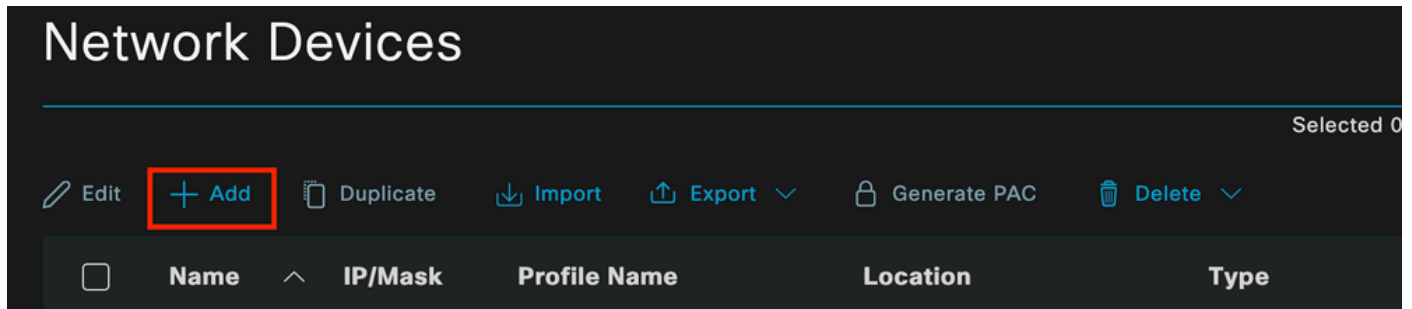 Network Devices
Selected 0
Edit Add Duplicate Import Export Generate PAC Delete
Name IP/Mask Profile Name Location Type